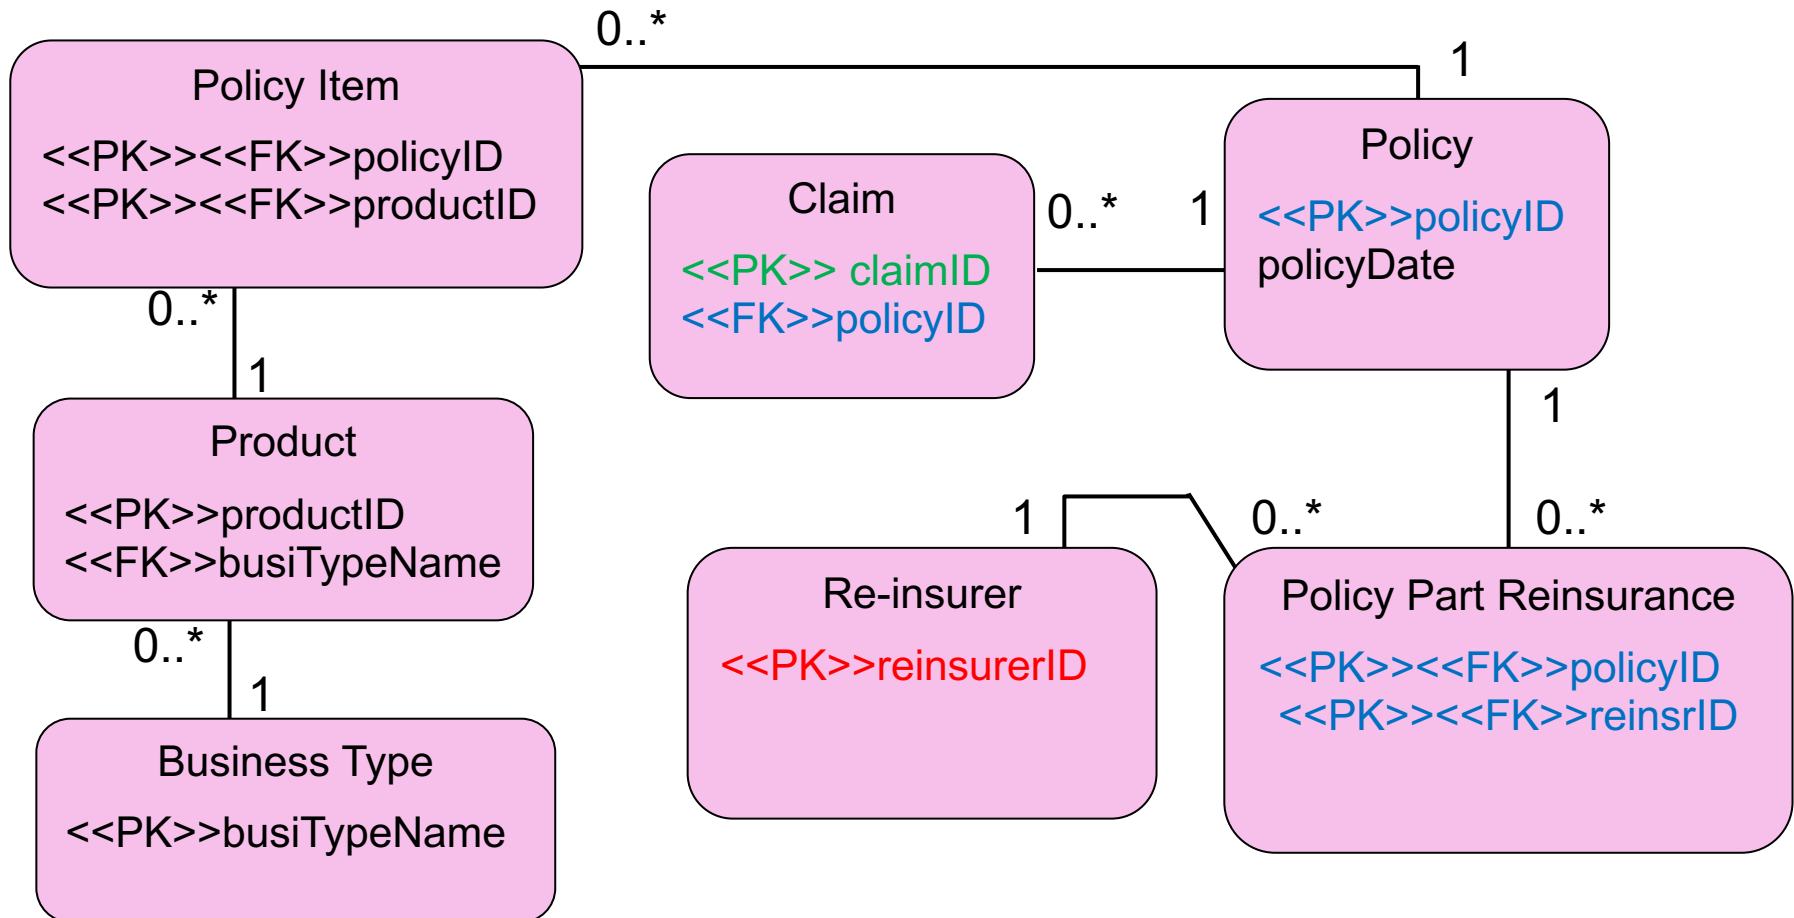 0..*
1
Policy Item
<<PK>><<FK>>policyID
<<PK>><<FK>>productID
Policy
<<PK>>policyID
policyDate
Claim
<<PK>> claimID
<<FK>>policyID
0..*
1
0..*
1
Product
<<PK>>productID
<<FK>>busiTypeName
1
1
0..*
0..*
Re-insurer
<<PK>>reinsurerID
Policy Part Reinsurance
<<PK>><<FK>>policyID
<<PK>><<FK>>reinsrID
0..*
1
Business Type
<<PK>>busiTypeName